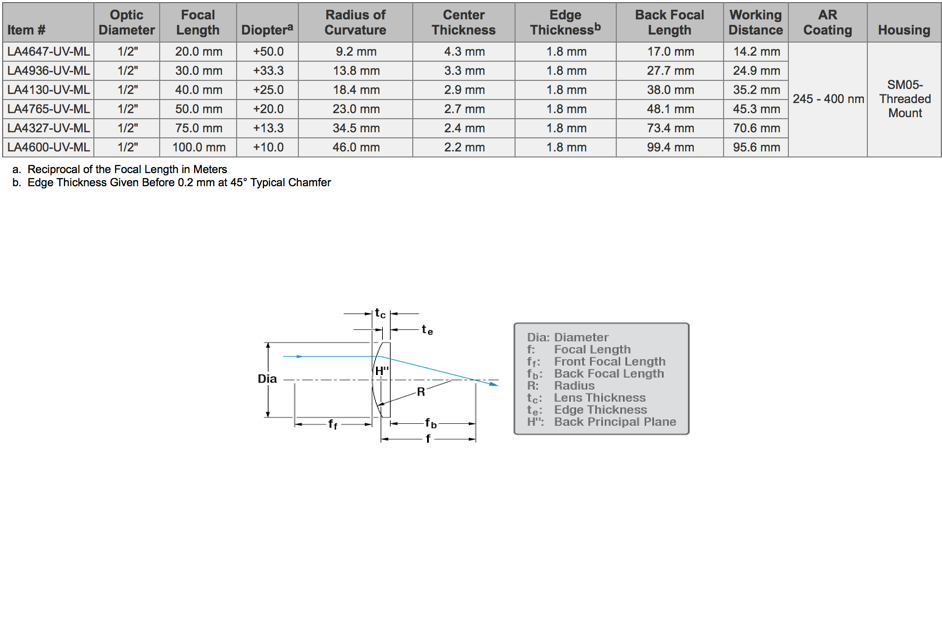 Item # Optic Diameter Focal Length Dioptera Radius of Curvature Center Thickness Edge Thicknessb Back Focal Length Working Distance AR Coating Housing
LA4647-UV-ML 1/2" 20.0 mm +50.0 9.2 mm 4.3 mm 1.8 mm 17.0 mm 14.2 mm 245 - 400 nm SM05-Threaded Mount
LA4936-UV-ML 1/2" 30.0 mm +33.3 13.8 mm 3.3 mm 1.8 mm 27.7 mm 24.9 mm
LA4130-UV-ML 1/2" 40.0 mm +25.0 18.4 mm 2.9 mm 1.8 mm 38.0 mm 35.2 mm
LA4765-UV-ML 1/2" 50.0 mm +20.0 23.0 mm 2.7 mm 1.8 mm 48.1 mm 45.3 mm
LA4327-UV-ML 1/2" 75.0 mm +13.3 34.5 mm 2.4 mm 1.8 mm 73.4 mm 70.6 mm
LA4600-UV-ML 1/2" 100.0 mm +10.0 46.0 mm 2.2 mm 1.8 mm 99.4 mm 95.6 mm
a. Reciprocal of the Focal Length in Meters
b. Edge Thickness Given Before 0.2 mm at 45° Typical Chamfer
tc
te
H"
Dia
R
ff
fb
f
Dia: Diameter
f: Focal Length
ff: Front Focal Length
fb: Back Focal Length
R: Radius
tc: Lens Thickness
te: Edge Thickness
H": Back Principal Plane